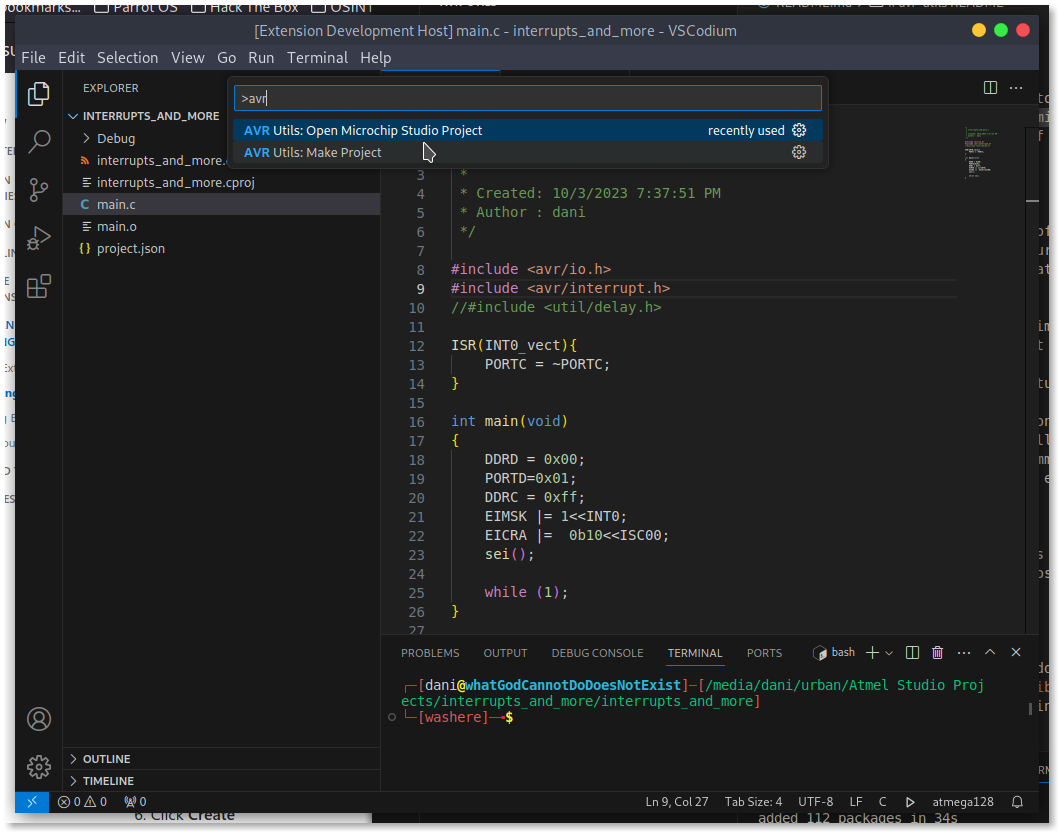 ookmarks...
Parrot OS
Hack The Box
OSINT
[Extension Development Host] main.c - interrupts_and_more - VSCodium
File Edit Selection View Go Run Terminal Help
EXPLORER
INTERRUPTS_AND_MORE
Debug
interrupts_and_more.
interrupts_and_more.cproj
main.c
main.o
project.json
>avr
AVR Utils: Open Microchip Studio Project recently used
AVR Utils: Make Project
3 *
4 * Created: 10/3/2023 7:37:51 PM
5 * Author : dani
6 */
7
8 #include <avr/io.h>
9 #include <avr/interrupt.h>
10 //#include <util/delay.h>
11
12 ISR(INT0_vect){
13 PORTC = ~PORTC;
14 }
15
16 int main(void)
17 {
18 DDRD = 0x00;
19 PORTD=0x01;
20 DDRC = 0xff;
21 EIMSK |= 1<<INT0;
22 EICRA |=  0b10<<ISC00;
23 sei();
24
25 while (1);
26 }
27
PROBLEMS OUTPUT DEBUG CONSOLE TERMINAL PORTS bash
┌─[dani@whatGodCannotDoDoesNotExist]─[/media/dani/urban/Atmel Studio Proj
ects/interrupts_and_more/interrupts_and_more]
└─[washere]──•$
OUTLINE
TIMELINE
0 0 0 Ln 9, Col 27 Tab Size: 4 UTF-8 LF C atmega128
6. Click Create
added 112 packages in 34s